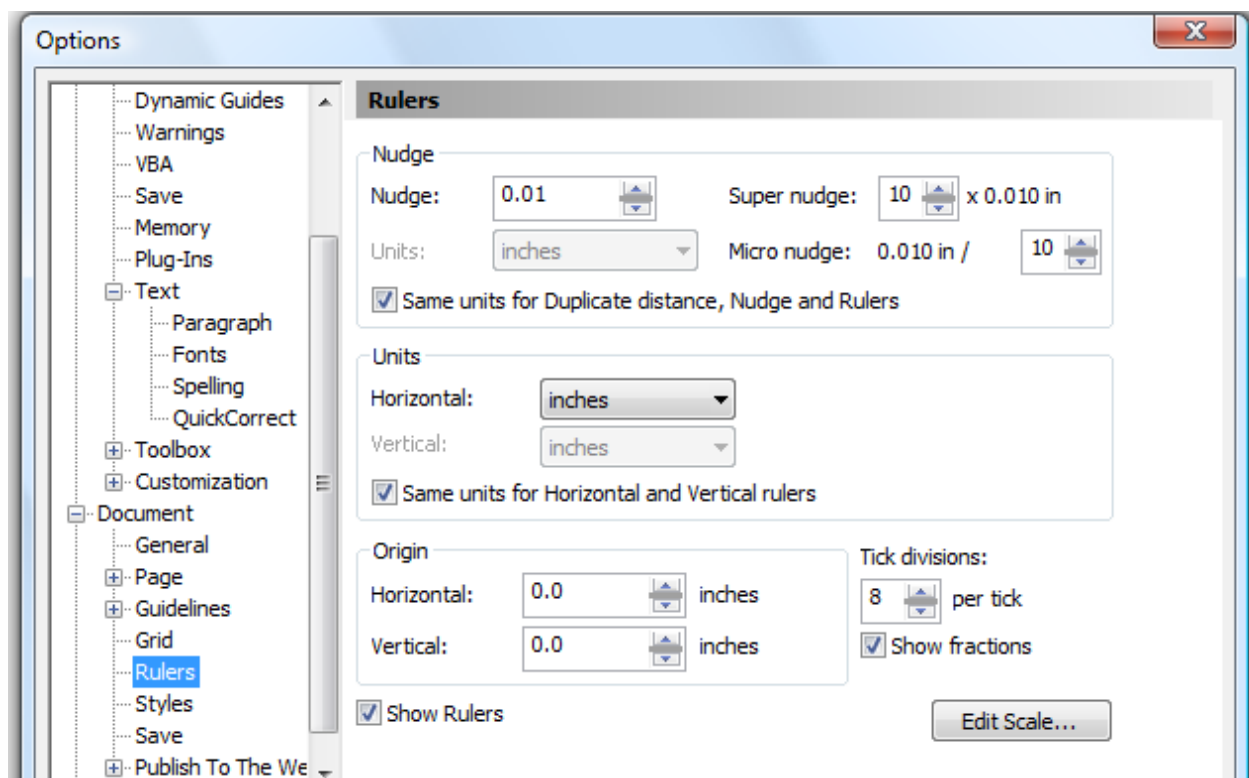 Options
Dynamic Guides
Warnings
VBA
Save
Memory
Plug-Ins
Text
Paragraph
Fonts
Spelling
QuickCorrect
Toolbox
Customization
Document
General
Page
Guidelines
Grid
Rulers
Styles
Save
Publish To The We
Rulers
Nudge
Nudge: 0.01 Super nudge: 10 x 0.010 in
Units: inches Micro nudge: 0.010 in / 10
Same units for Duplicate distance, Nudge and Rulers
Units
Horizontal: inches
Vertical: inches
Same units for Horizontal and Vertical rulers
Origin
Horizontal: 0.0 inches
Vertical: 0.0 inches
Tick divisions:
8 per tick
Show fractions
Show Rulers
Edit Scale...